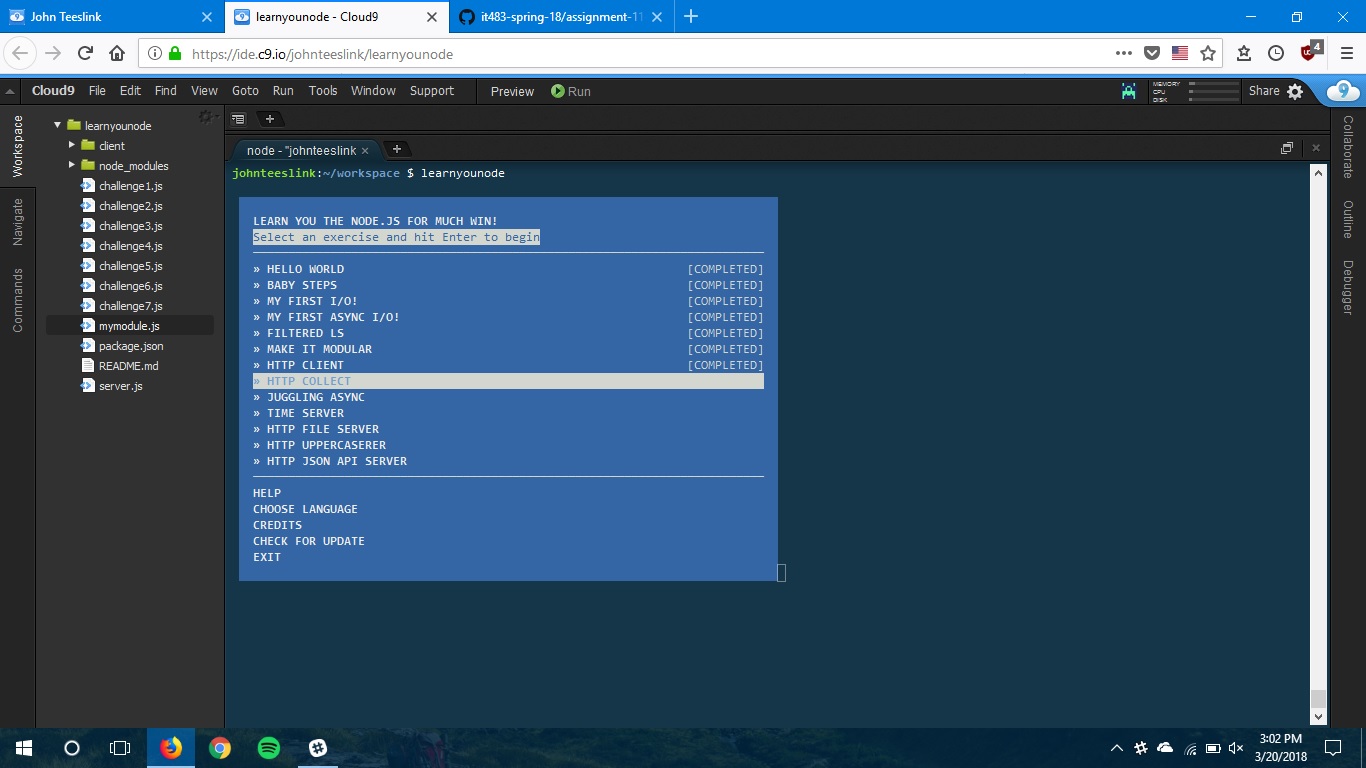 John Teeslink
learnyounode - Cloud9
it483-spring-18/assignment-11
https://ide.c9.io/johnteeslink/learnyounode
4
Cloud9 File Edit Find View Goto Run Tools Window Support Preview Run
MEMORY
CPU
DISK
Share
Workspace
Navigate
Commands
learnyounode
client
node_modules
challenge1.js
challenge2.js
challenge3.js
challenge4.js
challenge5.js
challenge6.js
challenge7.js
mymodule.js
package.json
README.md
server.js
node - "johnteeslink
johnteeslink:~/workspace $ learnyounode
LEARN YOU THE NODE.JS FOR MUCH WIN!
Select an exercise and hit Enter to begin
» HELLO WORLD [COMPLETED]
» BABY STEPS [COMPLETED]
» MY FIRST I/O! [COMPLETED]
» MY FIRST ASYNC I/O! [COMPLETED]
» FILTERED LS [COMPLETED]
» MAKE IT MODULAR [COMPLETED]
» HTTP CLIENT [COMPLETED]
» HTTP COLLECT
» JUGGLING ASYNC
» TIME SERVER
» HTTP FILE SERVER
» HTTP UPPERCASERER
» HTTP JSON API SERVER
HELP
CHOOSE LANGUAGE
CREDITS
CHECK FOR UPDATE
EXIT
Collaborate
Outline
Debugger
3:02 PM
3/20/2018